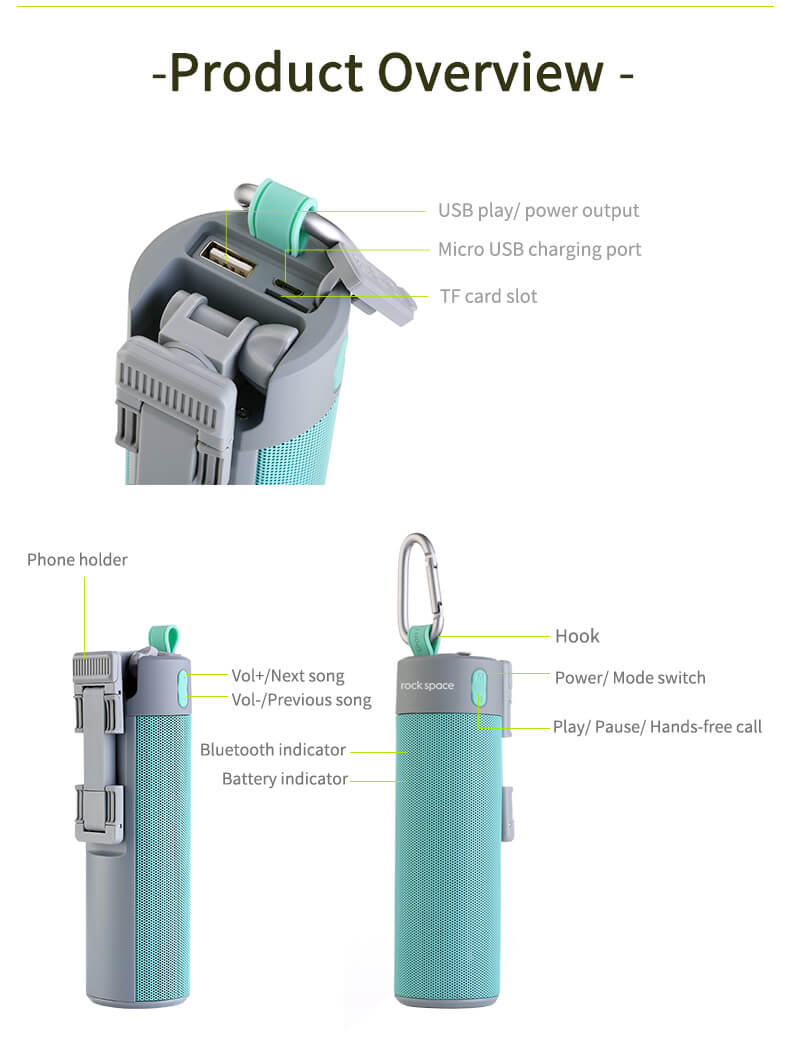 -Product Overview -
USB play/ power output
Micro USB charging port
TF card slot
Phone holder
Hook
Vol+/Next song
Power/ Mode switch
rock space
Vol-/Previous song
Play/ Pause/ Hands-free call
Bluetooth indicator
Battery indicator